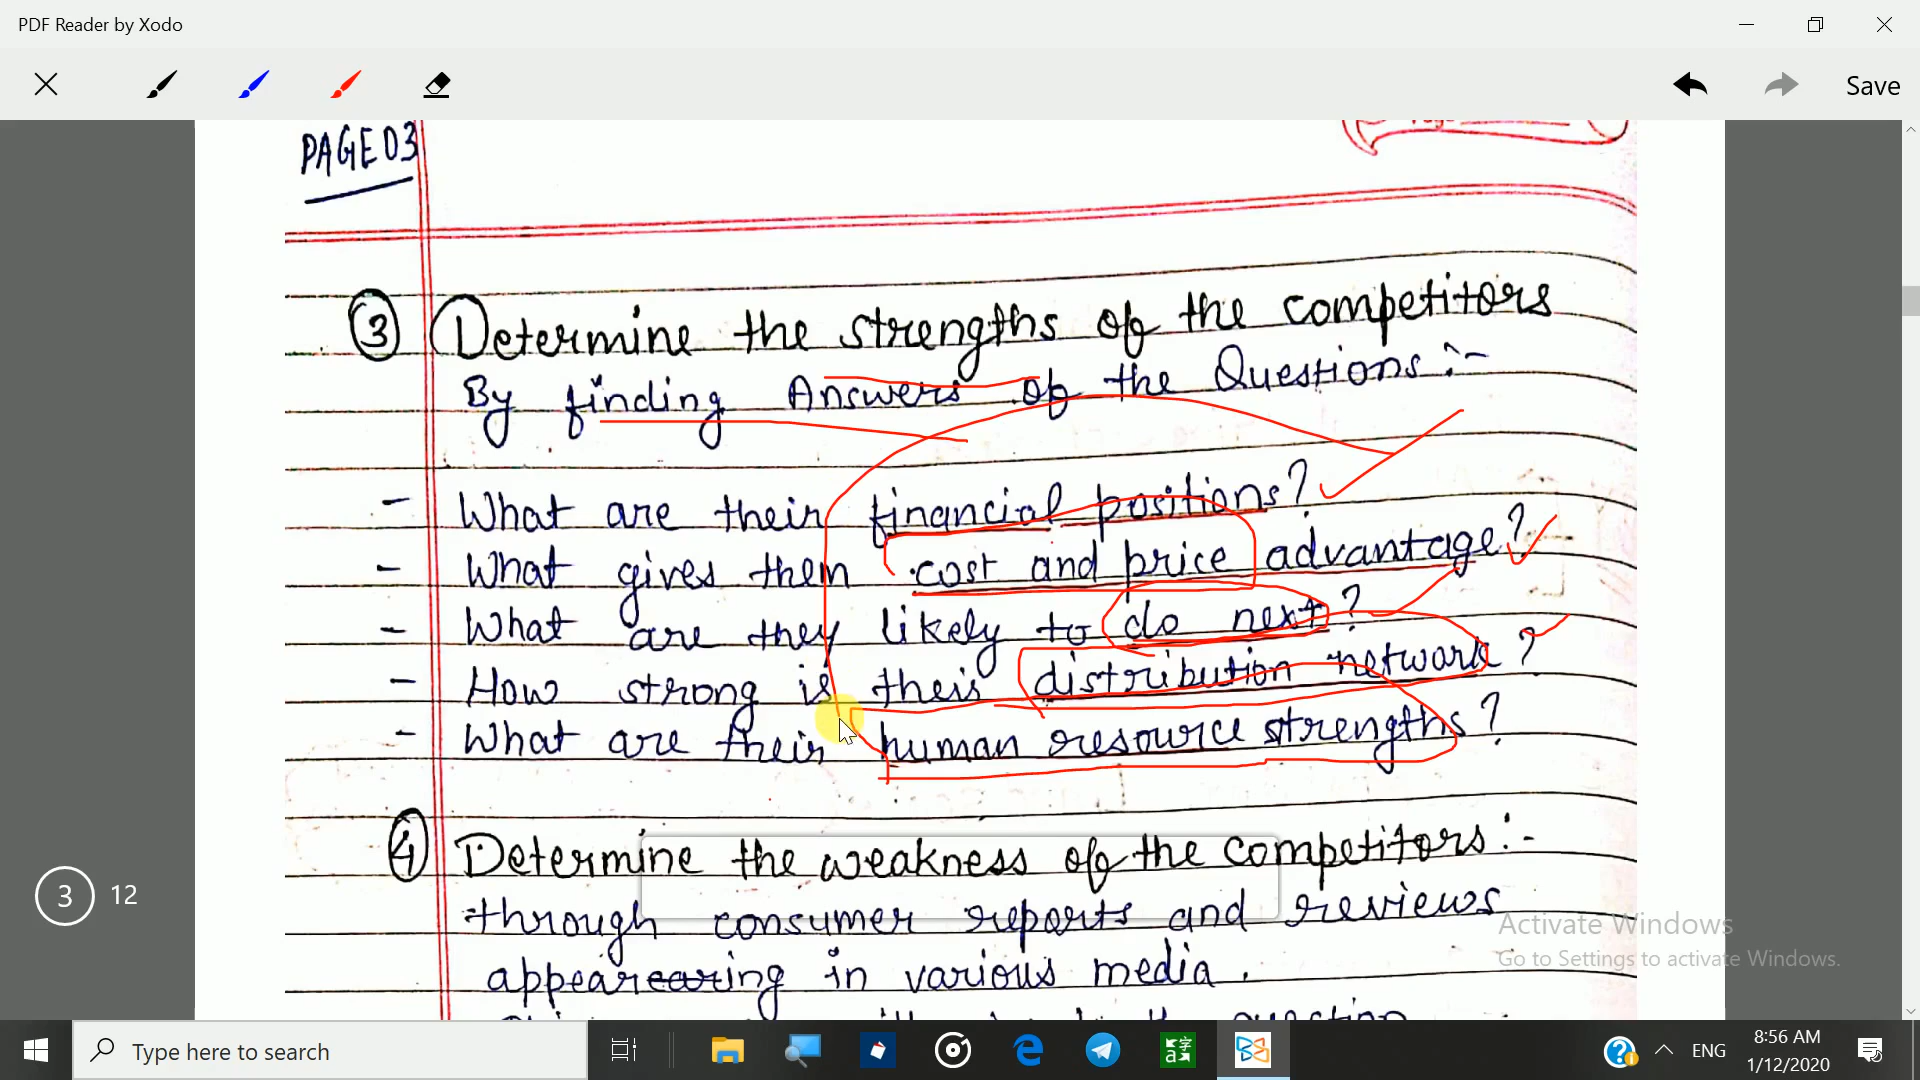 PDF Reader by Xodo
Save
PAGE 03
3 Determine the strengths of the competitors
By finding Answers of the Questions :-
- What are their financial positions?
- What gives them cost and price advantage?
- What are they likely to do next?
- How strong is their distribution network?
- What are their human resource strengths?
4 Determine the weakness of the competitors :-
through consumer reports and reviews
appearing in various media.
question
3 12
Activate Windows
Go to Settings to activate Windows.
Type here to search
ENG
8:56 AM
1/12/2020